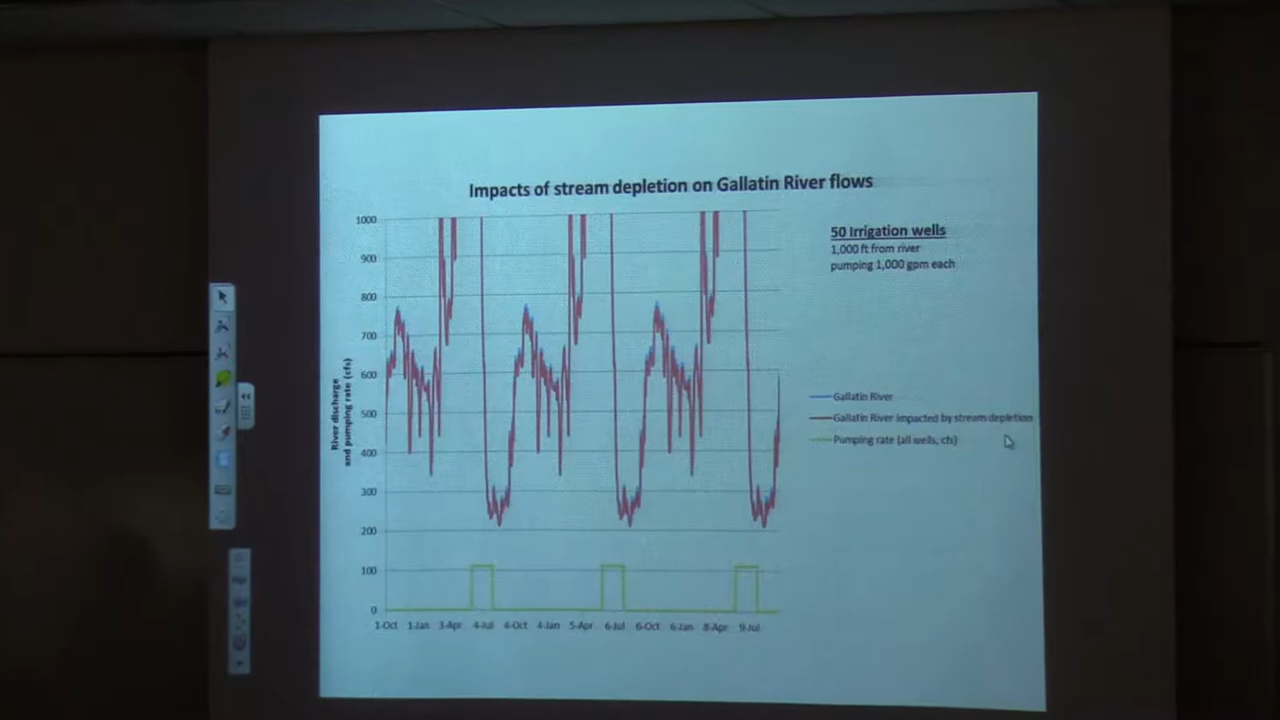 Impacts of stream depletion on Gallatin River flows
50 Irrigation wells
1,000 ft from river
pumping 1,000 gpm each
River discharge
and pumping rate (cfs)
1000
900
800
700
600
500
400
300
200
100
0
1-Oct 1-Jan 3-Apr 4-Jul 4-Oct 4-Jan 5-Apr 6-Jul 6-Oct 6-Jan 8-Apr 9-Jul
Gallatin River
Gallatin River impacted by stream depletion
Pumping rate (all wells, cfs)